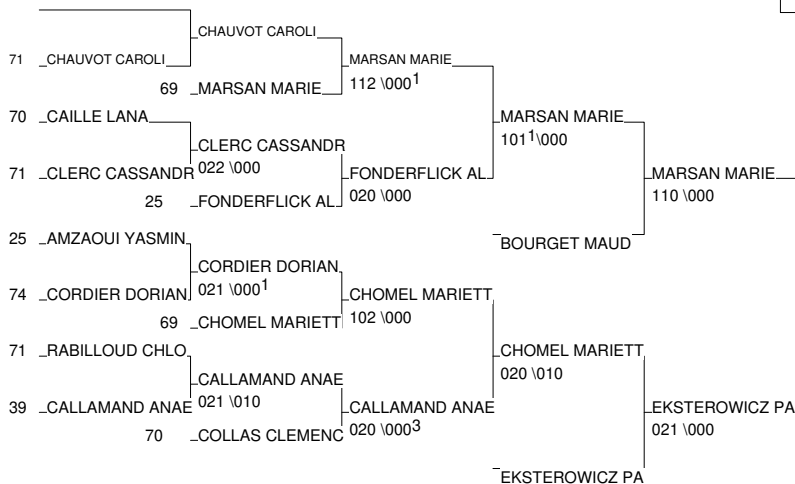 CHAUVOT CAROLI
71 CHAUVOT CAROLI MARSAN MARIE
69 MARSAN MARIE 112 \000¹
70 CAILLE LANA MARSAN MARIE
101¹\000
CLERC CASSANDR
022 \000
71 CLERC CASSANDR FONDERFLICK AL MARSAN MARIE
020 \000 110 \000
25 FONDERFLICK AL
25 AMZAOUI YASMIN BOURGET MAUD
CORDIER DORIAN
021 \000¹
74 CORDIER DORIAN CHOMEL MARIETT
102 \000
69 CHOMEL MARIETT
71 RABILLOUD CHLO CHOMEL MARIETT
020 \010
CALLAMAND ANAE
021 \010
39 CALLAMAND ANAE CALLAMAND ANAE EKSTEROWICZ PA
020 \000³ 021 \000
70 COLLAS CLEMENC
EKSTEROWICZ PA